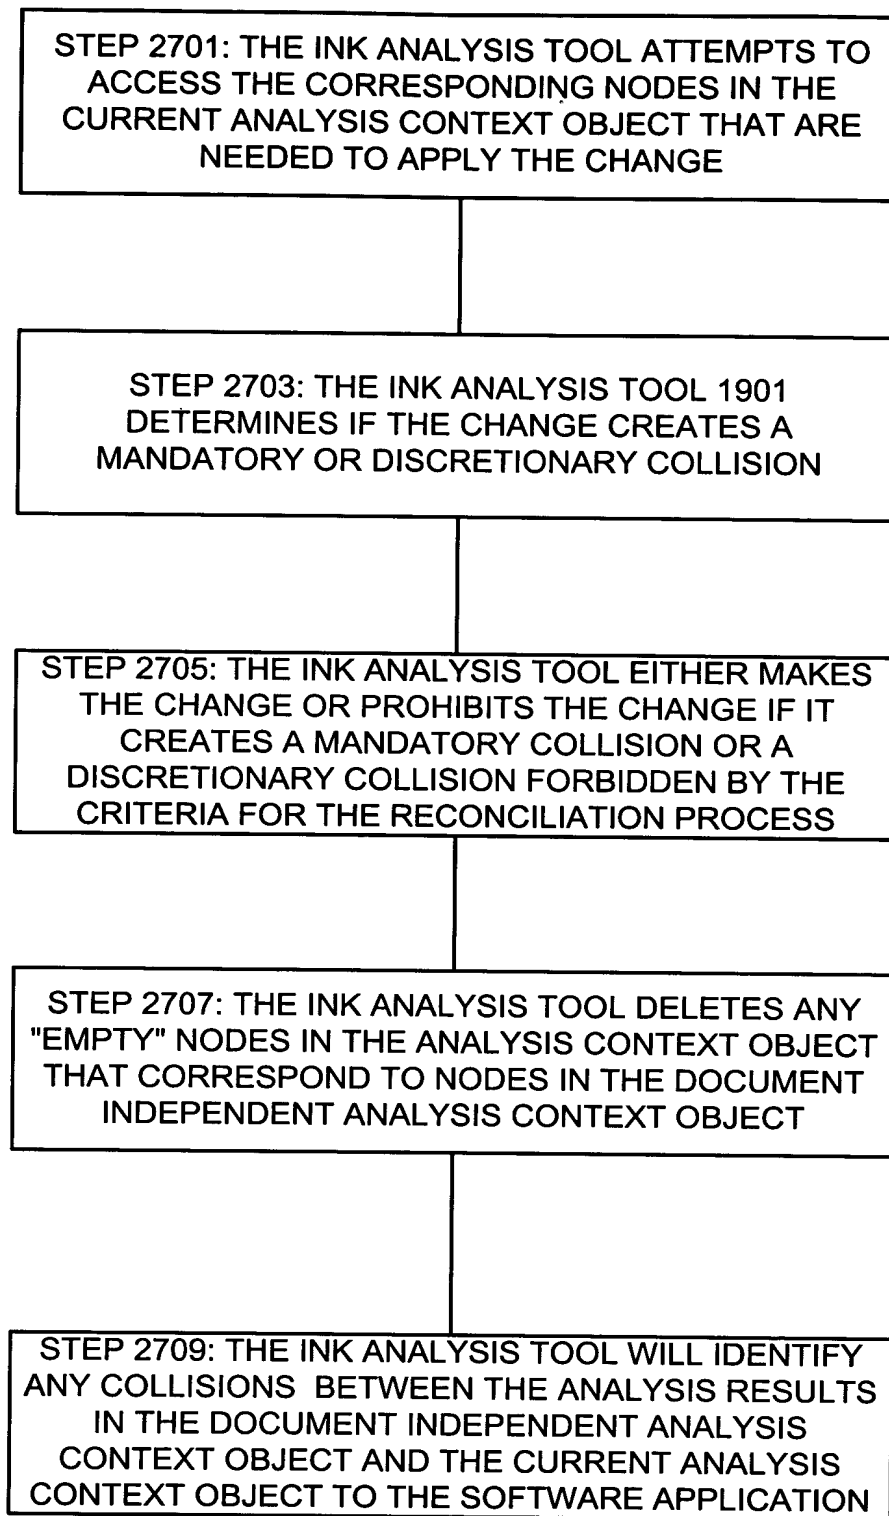 STEP 2701: THE INK ANALYSIS TOOL ATTEMPTS TO
ACCESS THE CORRESPONDING NODES IN THE
CURRENT ANALYSIS CONTEXT OBJECT THAT ARE
NEEDED TO APPLY THE CHANGE
STEP 2703: THE INK ANALYSIS TOOL 1901
DETERMINES IF THE CHANGE CREATES A
MANDATORY OR DISCRETIONARY COLLISION
STEP 2705: THE INK ANALYSIS TOOL EITHER MAKES
THE CHANGE OR PROHIBITS THE CHANGE IF IT
CREATES A MANDATORY COLLISION OR A
DISCRETIONARY COLLISION FORBIDDEN BY THE
CRITERIA FOR THE RECONCILIATION PROCESS
STEP 2707: THE INK ANALYSIS TOOL DELETES ANY
"EMPTY" NODES IN THE ANALYSIS CONTEXT OBJECT
THAT CORRESPOND TO NODES IN THE DOCUMENT
INDEPENDENT ANALYSIS CONTEXT OBJECT
STEP 2709: THE INK ANALYSIS TOOL WILL IDENTIFY
ANY COLLISIONS BETWEEN THE ANALYSIS RESULTS
IN THE DOCUMENT INDEPENDENT ANALYSIS
CONTEXT OBJECT AND THE CURRENT ANALYSIS
CONTEXT OBJECT TO THE SOFTWARE APPLICATION